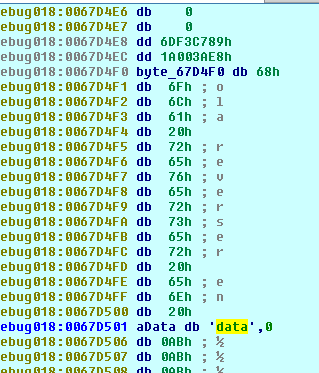 ebug018:0067D4E6 db 0
ebug018:0067D4E7 db 0
ebug018:0067D4E8 dd 6DF3C789h
ebug018:0067D4EC dd 1A003AE8h
ebug018:0067D4F0 byte_67D4F0 db 68h
ebug018:0067D4F1 db 6Fh ; o
ebug018:0067D4F2 db 6Ch ; l
ebug018:0067D4F3 db 61h ; a
ebug018:0067D4F4 db 20h
ebug018:0067D4F5 db 72h ; r
ebug018:0067D4F6 db 65h ; e
ebug018:0067D4F7 db 76h ; v
ebug018:0067D4F8 db 65h ; e
ebug018:0067D4F9 db 72h ; r
ebug018:0067D4FA db 73h ; s
ebug018:0067D4FB db 65h ; e
ebug018:0067D4FC db 72h ; r
ebug018:0067D4FD db 20h
ebug018:0067D4FE db 65h ; e
ebug018:0067D4FF db 6Eh ; n
ebug018:0067D500 db 20h
ebug018:0067D501 aData db 'data',0
ebug018:0067D506 db 0ABh ; ½
ebug018:0067D507 db 0ABh ; ½
ebug018:0067D508 db 0ABh ; ½